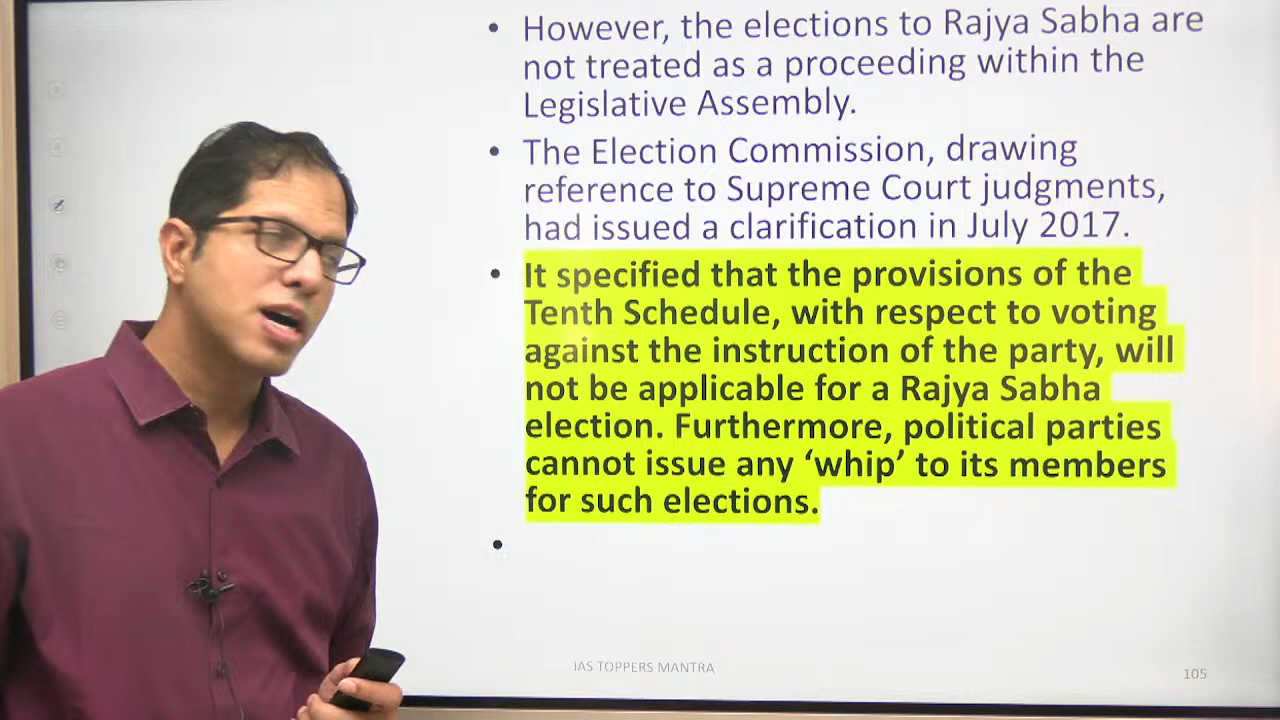 • However, the elections to Rajya Sabha are
not treated as a proceeding within the
Legislative Assembly.
• The Election Commission, drawing
reference to Supreme Court judgments,
had issued a clarification in July 2017.
• It specified that the provisions of the
Tenth Schedule, with respect to voting
against the instruction of the party, will
not be applicable for a Rajya Sabha
election. Furthermore, political parties
cannot issue any ‘whip’ to its members
for such elections.
•
IAS TOPPERS MANTRA
105